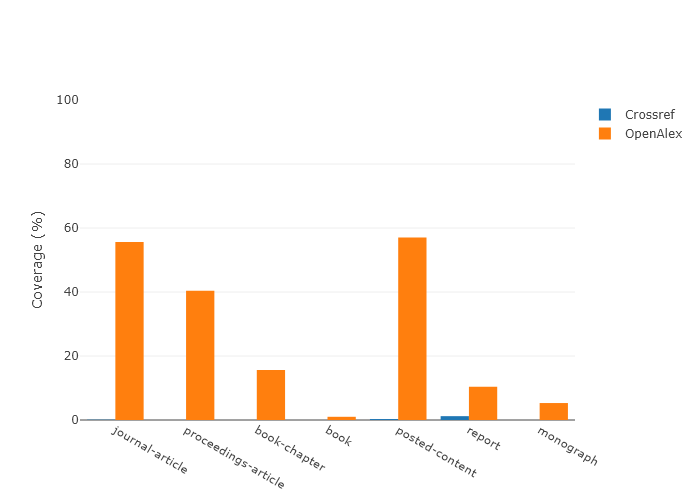 100
80
60
40
20
0
Coverage (%)
Crossref
OpenAlex
journal-article
proceedings-article
book-chapter
book
posted-content
report
monograph